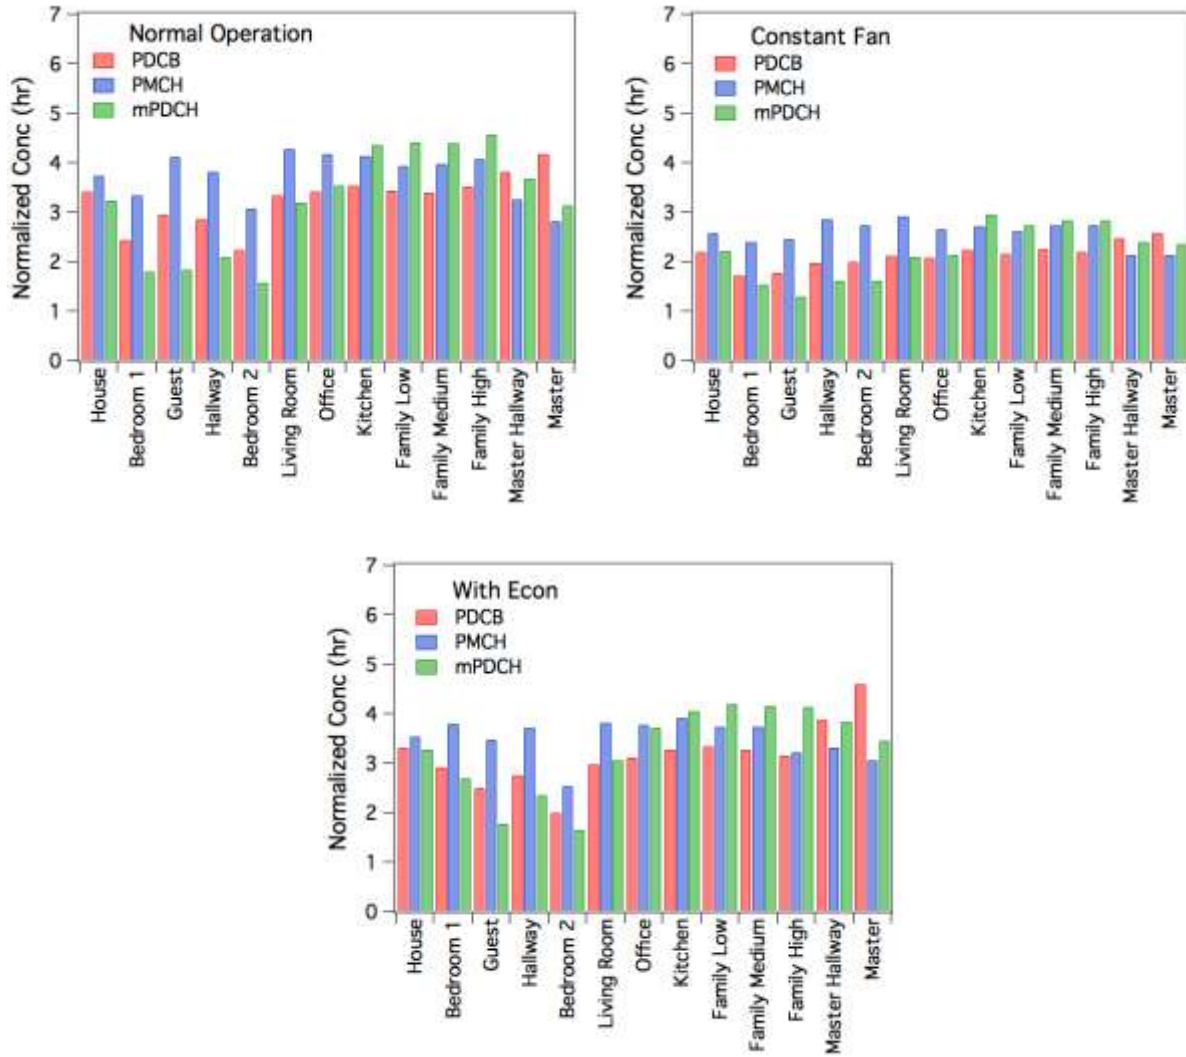 Normal Operation
PDCB
PMCH
mPDCH
Normalized Conc (hr)
7
6
5
4
3
2
1
0
House
Bedroom 1
Guest
Hallway
Bedroom 2
Living Room
Office
Kitchen
Family Low
Family Medium
Family High
Master Hallway
Master
Constant Fan
PDCB
PMCH
mPDCH
Normalized Conc (hr)
7
6
5
4
3
2
1
0
House
Bedroom 1
Guest
Hallway
Bedroom 2
Living Room
Office
Kitchen
Family Low
Family Medium
Family High
Master Hallway
Master
With Econ
PDCB
PMCH
mPDCH
Normalized Conc (hr)
7
6
5
4
3
2
1
0
House
Bedroom 1
Guest
Hallway
Bedroom 2
Living Room
Office
Kitchen
Family Low
Family Medium
Family High
Master Hallway
Master